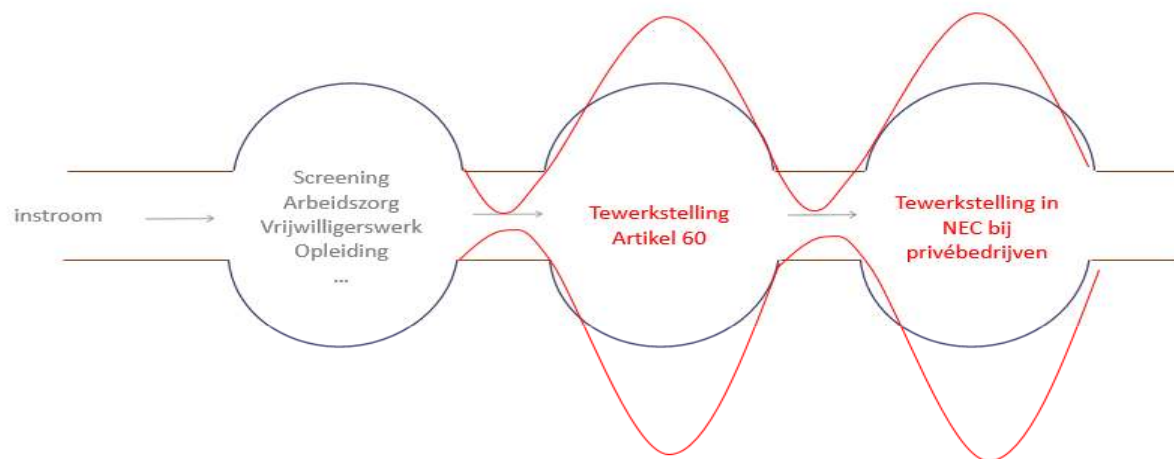 instroom
Screening
Arbeidszorg
Vrijwilligerswerk
Opleiding
...
Tewerkstelling
Artikel 60
Tewerkstelling in
NEC bij
privébedrijven